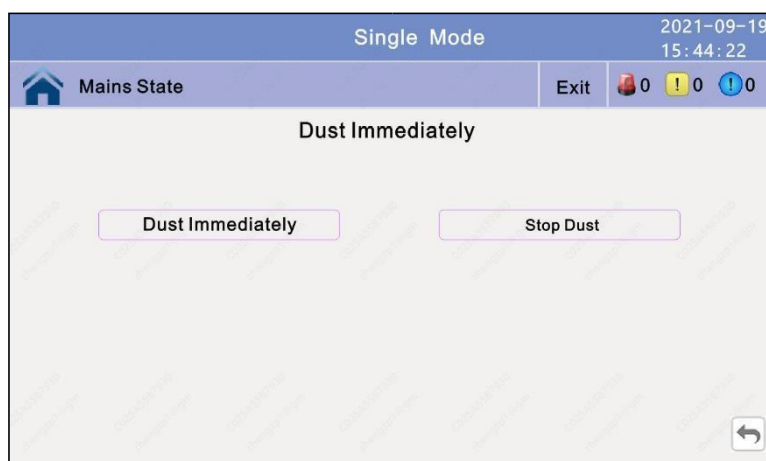 Single Mode
2021-09-19
15:44:22
Mains State
Exit
0
! 0
! 0
Dust Immediately
Dust Immediately
Stop Dust